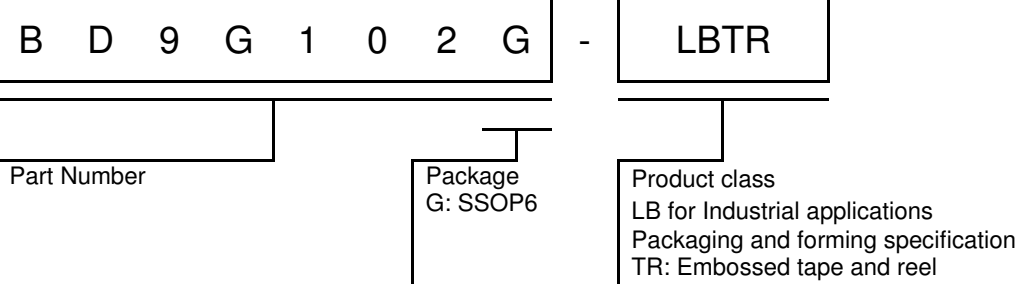 B D 9 G 1 0 2 G - LBTR
Part Number
Package
G: SSOP6
Product class
LB for Industrial applications
Packaging and forming specification
TR: Embossed tape and reel